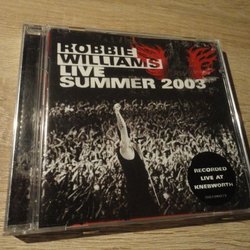 ROBBIE
WILLIAMS
LIVE
SUMMER 2003
RECORDED
LIVE AT
KNEBWORTH